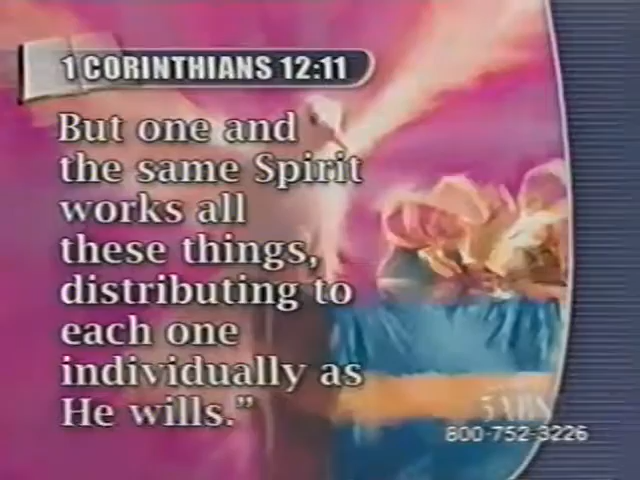 1 CORINTHIANS 12:11
But one and
the same Spirit
works all
these things,
distributing to
each one
individually as
He wills.”
800-752-3226